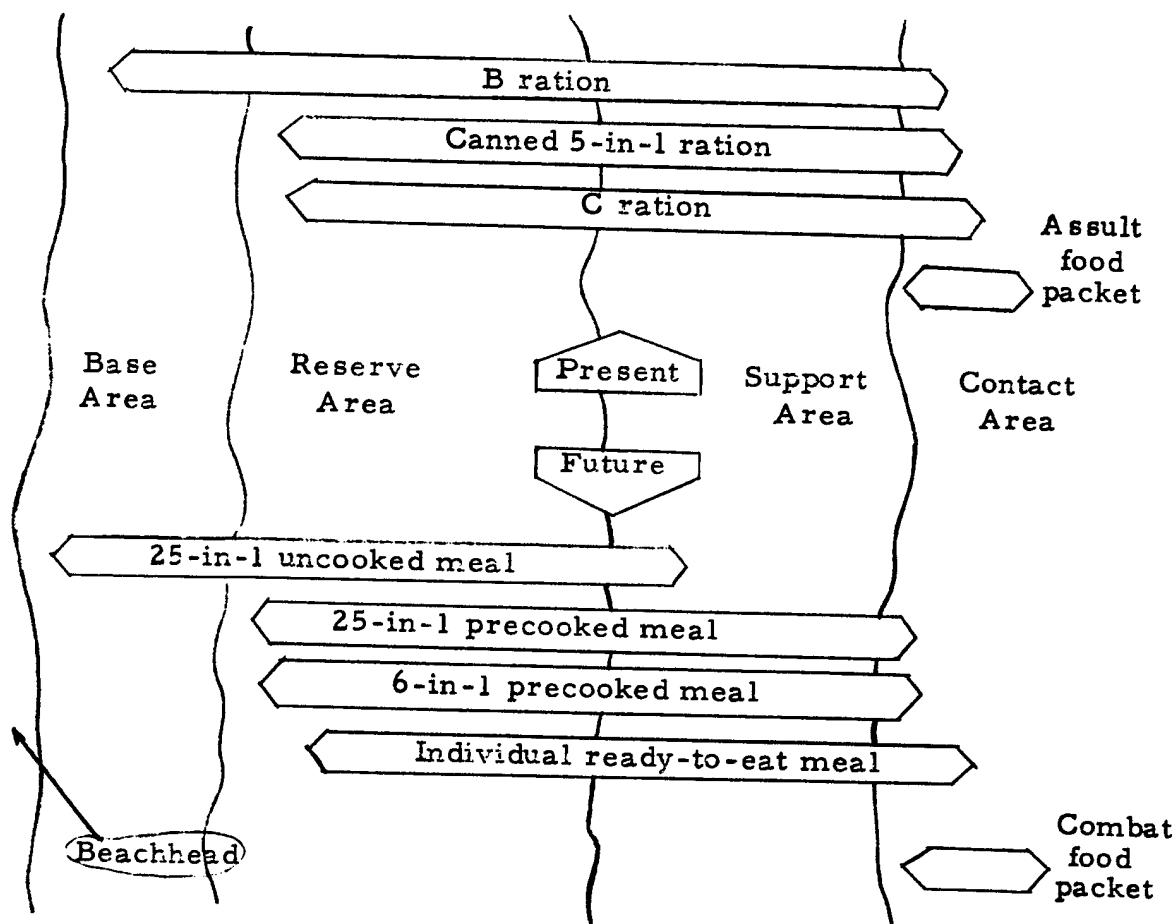 B ration
Canned 5-in-1 ration
C ration
Assult
food
packet
Base
Area
Reserve
Area
Present
Support
Area
Contact
Area
Future
25-in-1 uncooked meal
25-in-1 precooked meal
6-in-1 precooked meal
Individual ready-to-eat meal
Beachhead
Combat
food
packet